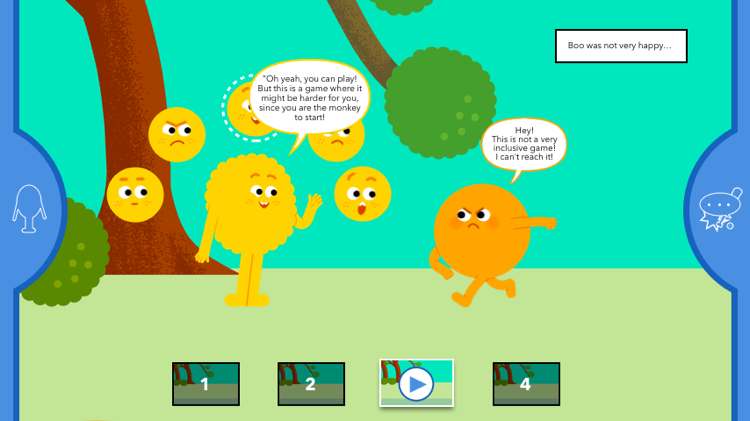 Boo was not very happy...
"Oh yeah, you can play!
But this is a game where it
might be harder for you,
since you are the monkey
to start!
Hey!
This is not a very
inclusive game!
I can't reach it!
1
2
4